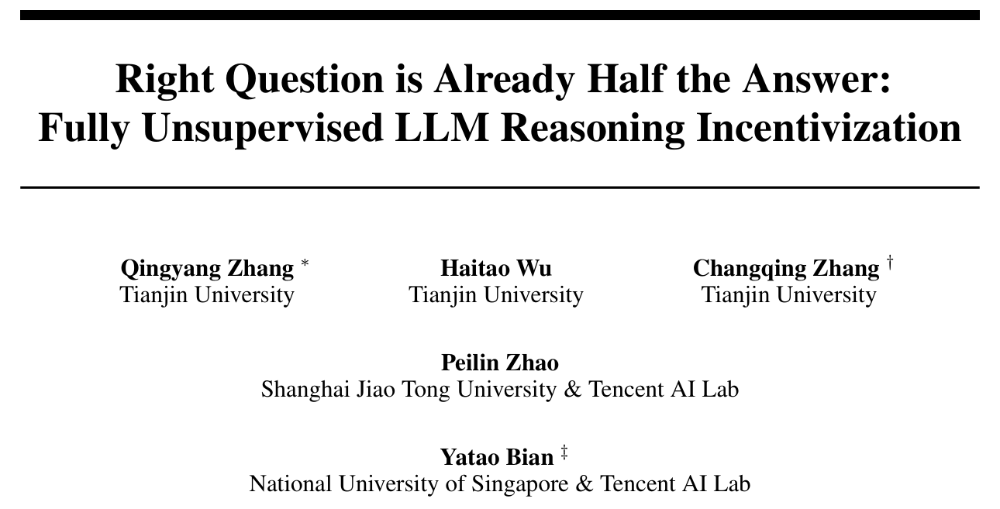 Right Question is Already Half the Answer:
Fully Unsupervised LLM Reasoning Incentivization
Qingyang Zhang * Haitao Wu Changqing Zhang †
Tianjin University Tianjin University Tianjin University
Peilin Zhao
Shanghai Jiao Tong University & Tencent AI Lab
Yatao Bian ‡
National University of Singapore & Tencent AI Lab